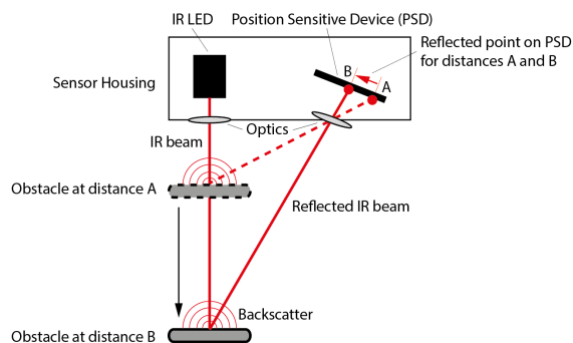 IR LED
Position Sensitive Device (PSD)
Reflected point on PSD
for distances A and B
B
A
Sensor Housing
Optics
IR beam
Obstacle at distance A
Reflected IR beam
Backscatter
Obstacle at distance B